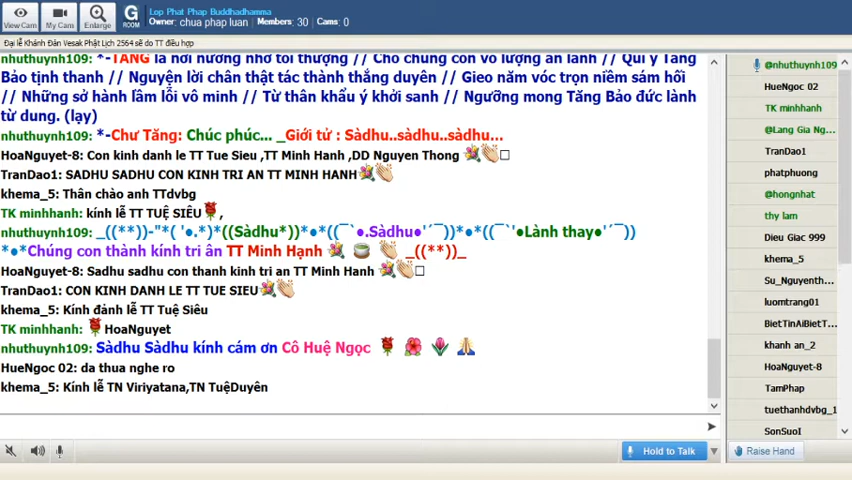 View Cam
My Cam
Enlarge
G
ROOM
Lop Phat Phap Buddhadhamma
Owner: chua phap luan Members: 30 Cams: 0
Đại lễ Khánh Đản Vesak Phật Lịch 2564 sẽ do TT điều hợp
nhuthuynh109: *-TĂNG là nơi nương nhờ tối thượng // Cho chúng con vô lượng an lành // Qui y Tăng
Bảo tịnh thanh // Nguyện lời chân thật tác thành thắng duyên // Gieo năm vóc trọn niềm sám hối
// Những sở hành lầm lỗi vô minh // Từ thân khẩu ý khởi sanh // Ngưỡng mong Tăng Bảo đức lành
từ dung. (lạy)
nhuthuynh109: *-Chư Tăng: Chúc phúc... _Giới tử : Sàdhu..sàdhu..sàdhu...
HoaNguyet-8: Con kinh danh le TT Tue Sieu ,TT Minh Hanh ,DD Nguyen Thong
TranDao1: SADHU SADHU CON KINH TRI AN TT MINH HANH
khema_5: Thân chào anh TTdvbg
TK minhhanh: kính lễ TT TUỆ SIÊU ,
nhuthuynh109: _((**))-"*( '●.*)*((Sàdhu*))*●*((¯`●.Sàdhu●'´¯))*●*((¯`'●Lành thay●'´¯))
*●*Chúng con thành kính tri ân TT Minh Hạnh _((**))_
HoaNguyet-8: Sadhu sadhu con thanh kinh tri an TT Minh Hanh
TranDao1: CON KINH DANH LE TT TUE SIEU
khema_5: Kính đảnh lễ TT Tuệ Siêu
TK minhhanh: HoaNguyet
nhuthuynh109: Sàdhu Sàdhu kính cám ơn Cô Huệ Ngọc
HueNgoc 02: da thua nghe ro
khema_5: Kính lễ TN Viriyatana,TN TuệDuyên
Hold to Talk
@nhuthuynh109
HueNgoc 02
TK minhhanh
@Lang Gia Ng...
TranDao1
phatphuong
@hongnhat
thy lam
Dieu Giac 999
khema_5
Su_Nguyenth...
luomtrang01
BietTinAiBietT...
khanh an_2
HoaNguyet-8
TamPhap
tuethanhdvbg_1
SonSuoI
Raise Hand